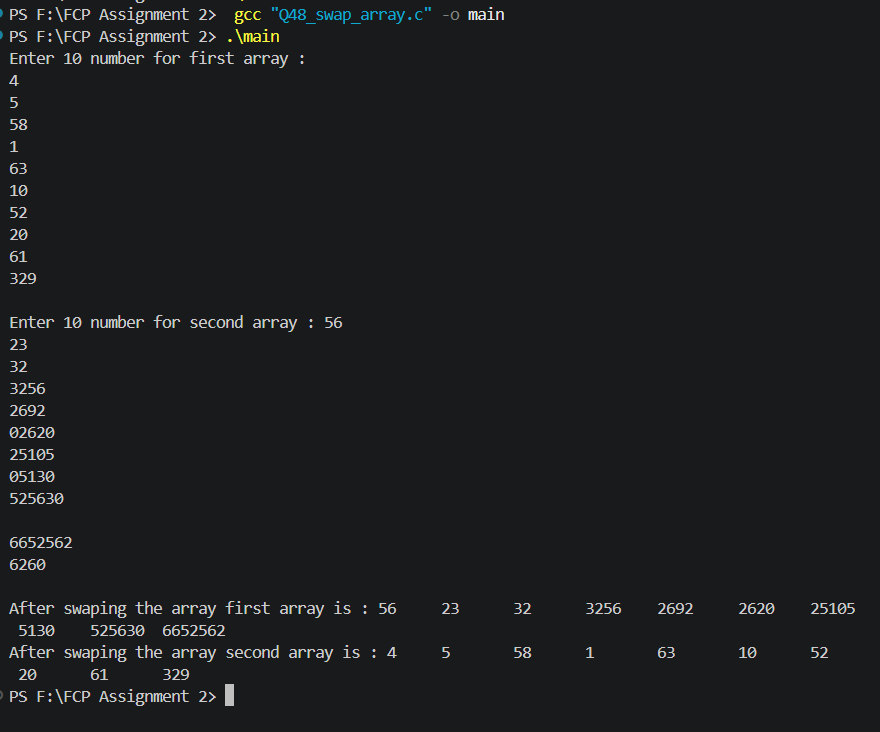 PS F:\FCP Assignment 2>  gcc "Q48_swap_array.c" -o main
PS F:\FCP Assignment 2> .\main
Enter 10 number for first array :
4
5
58
1
63
10
52
20
61
329

Enter 10 number for second array : 56
23
32
3256
2692
02620
25105
05130
525630

6652562
6260

After swaping the array first array is : 56     23      32      3256    2692     2620    25105
 5130    525630  6652562
After swaping the array second array is : 4     5       58      1       63       10      52
 20      61      329
PS F:\FCP Assignment 2>